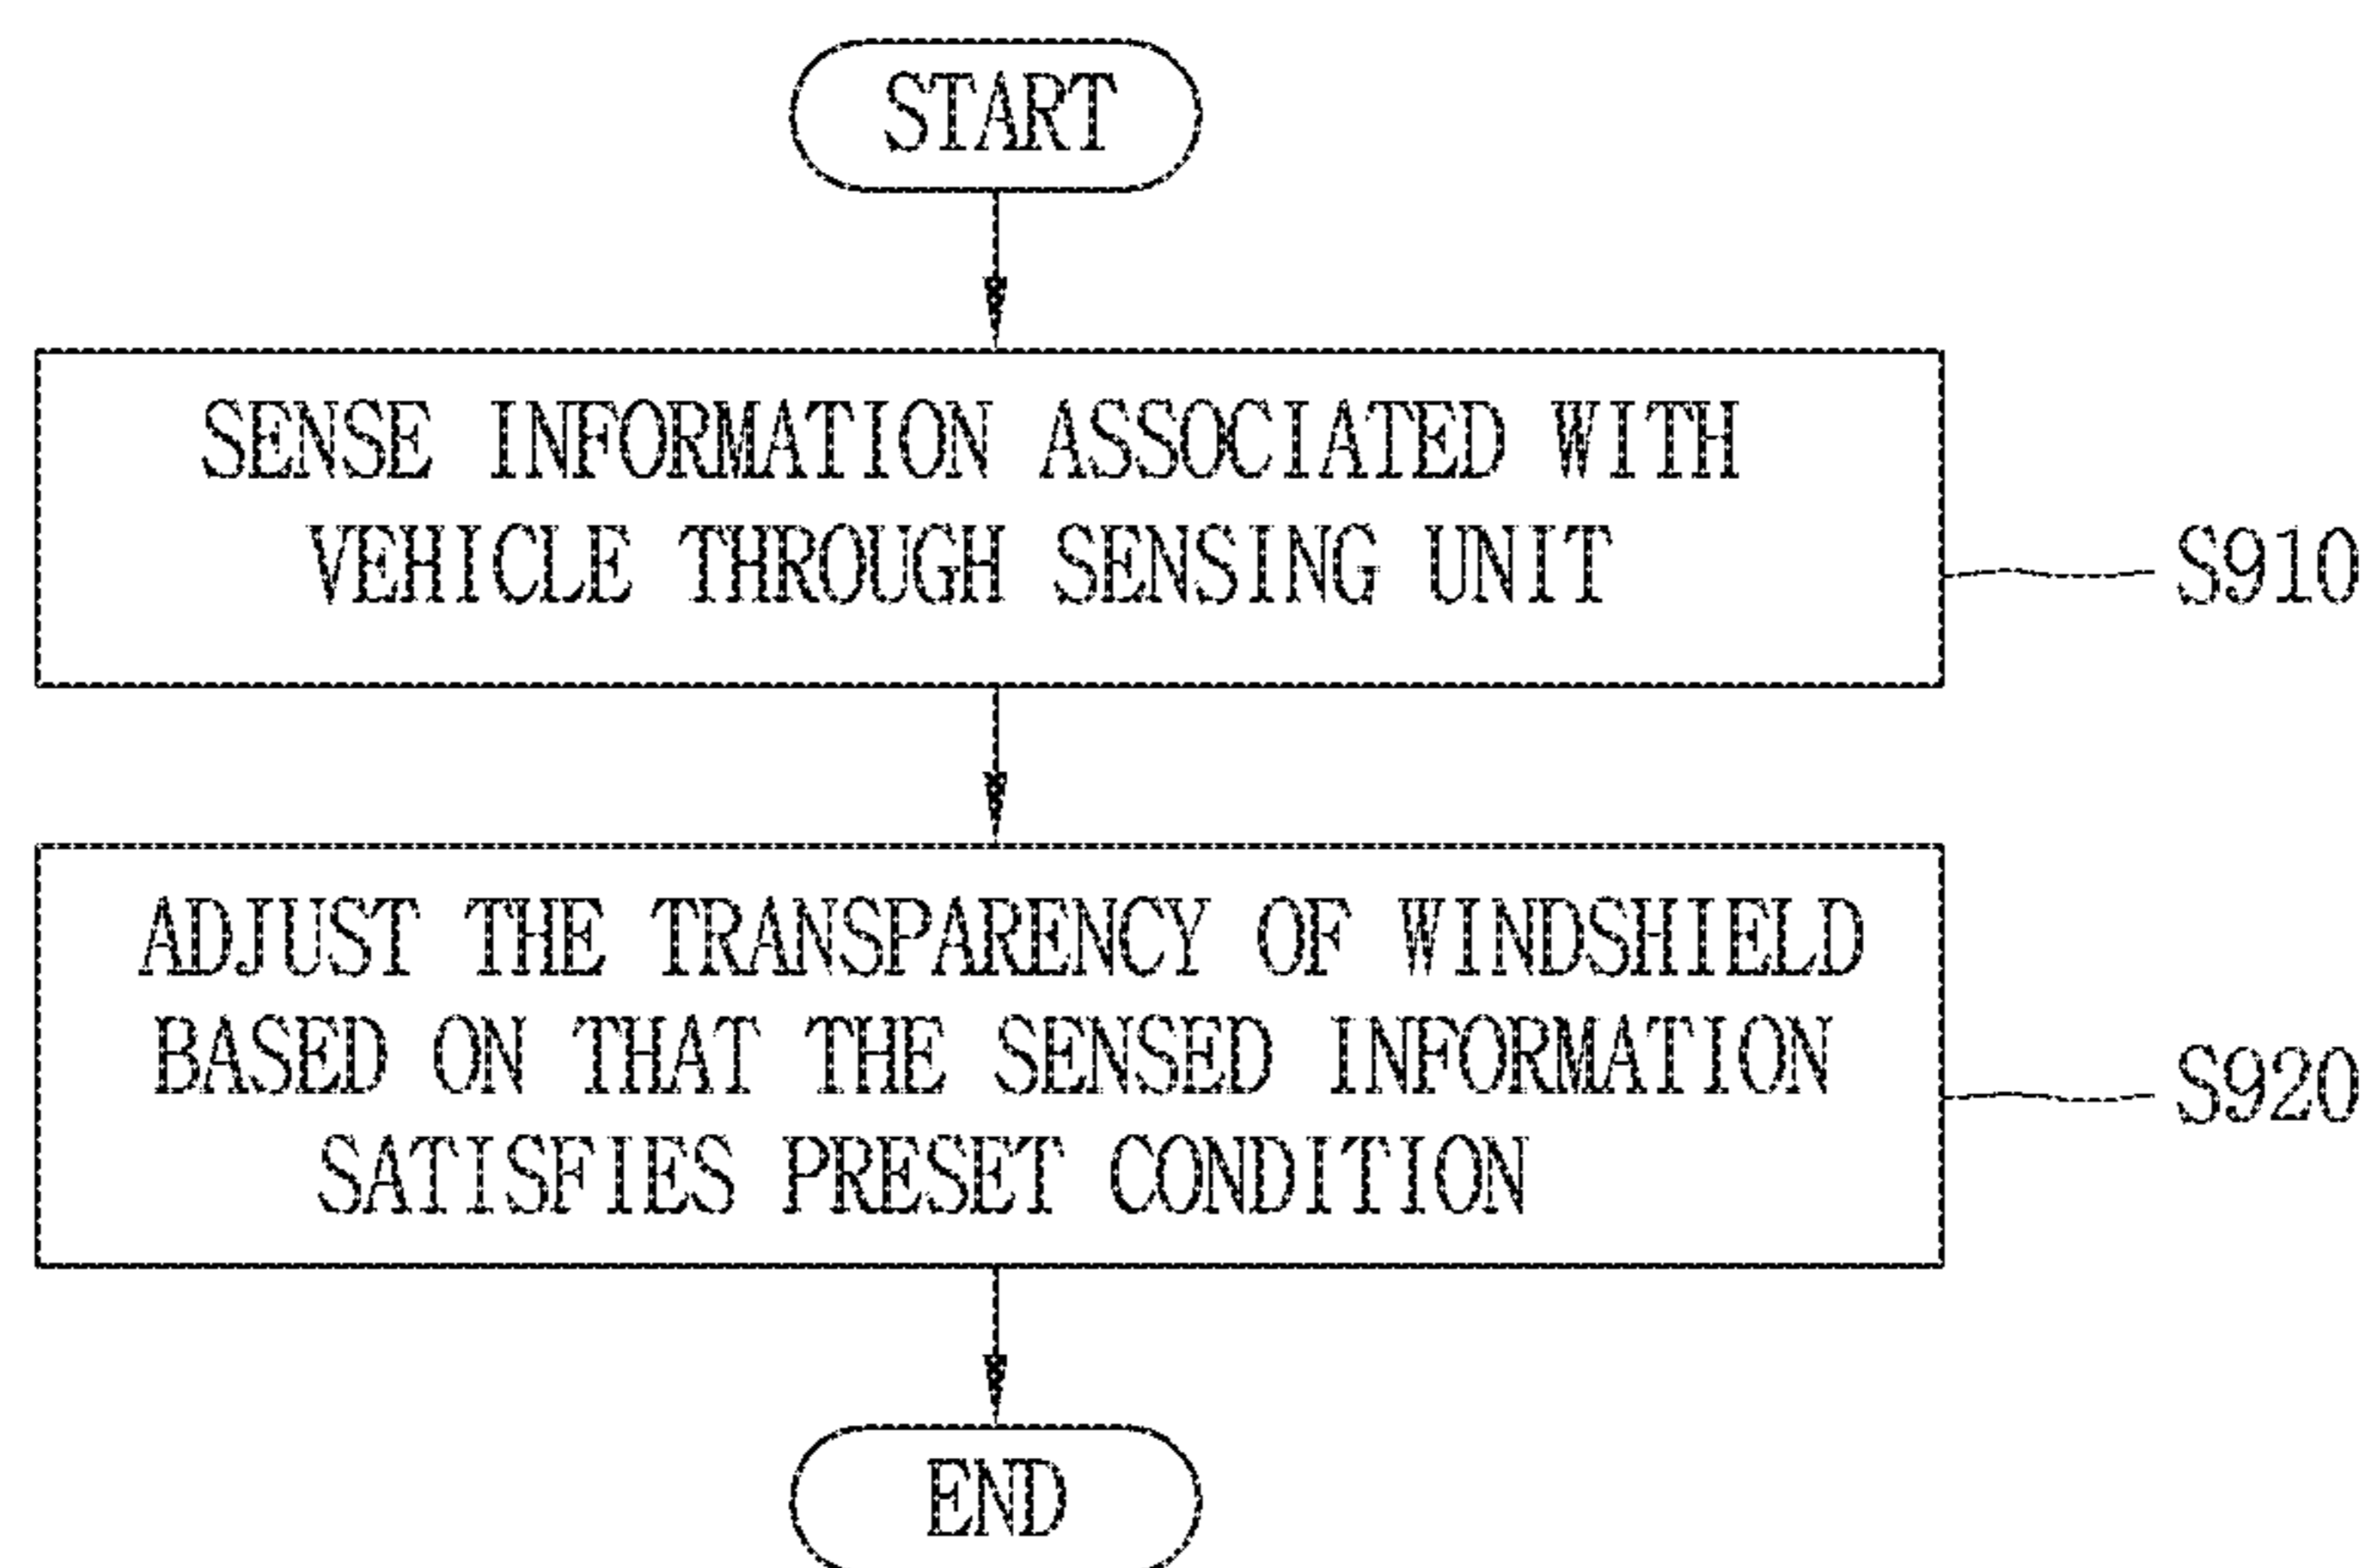 START
SENSE INFORMATION ASSOCIATED WITH
VEHICLE THROUGH SENSING UNIT
S910
ADJUST THE TRANSPARENCY OF WINDSHIELD
BASED ON THAT THE SENSED INFORMATION
SATISFIES PRESET CONDITION
S920
END